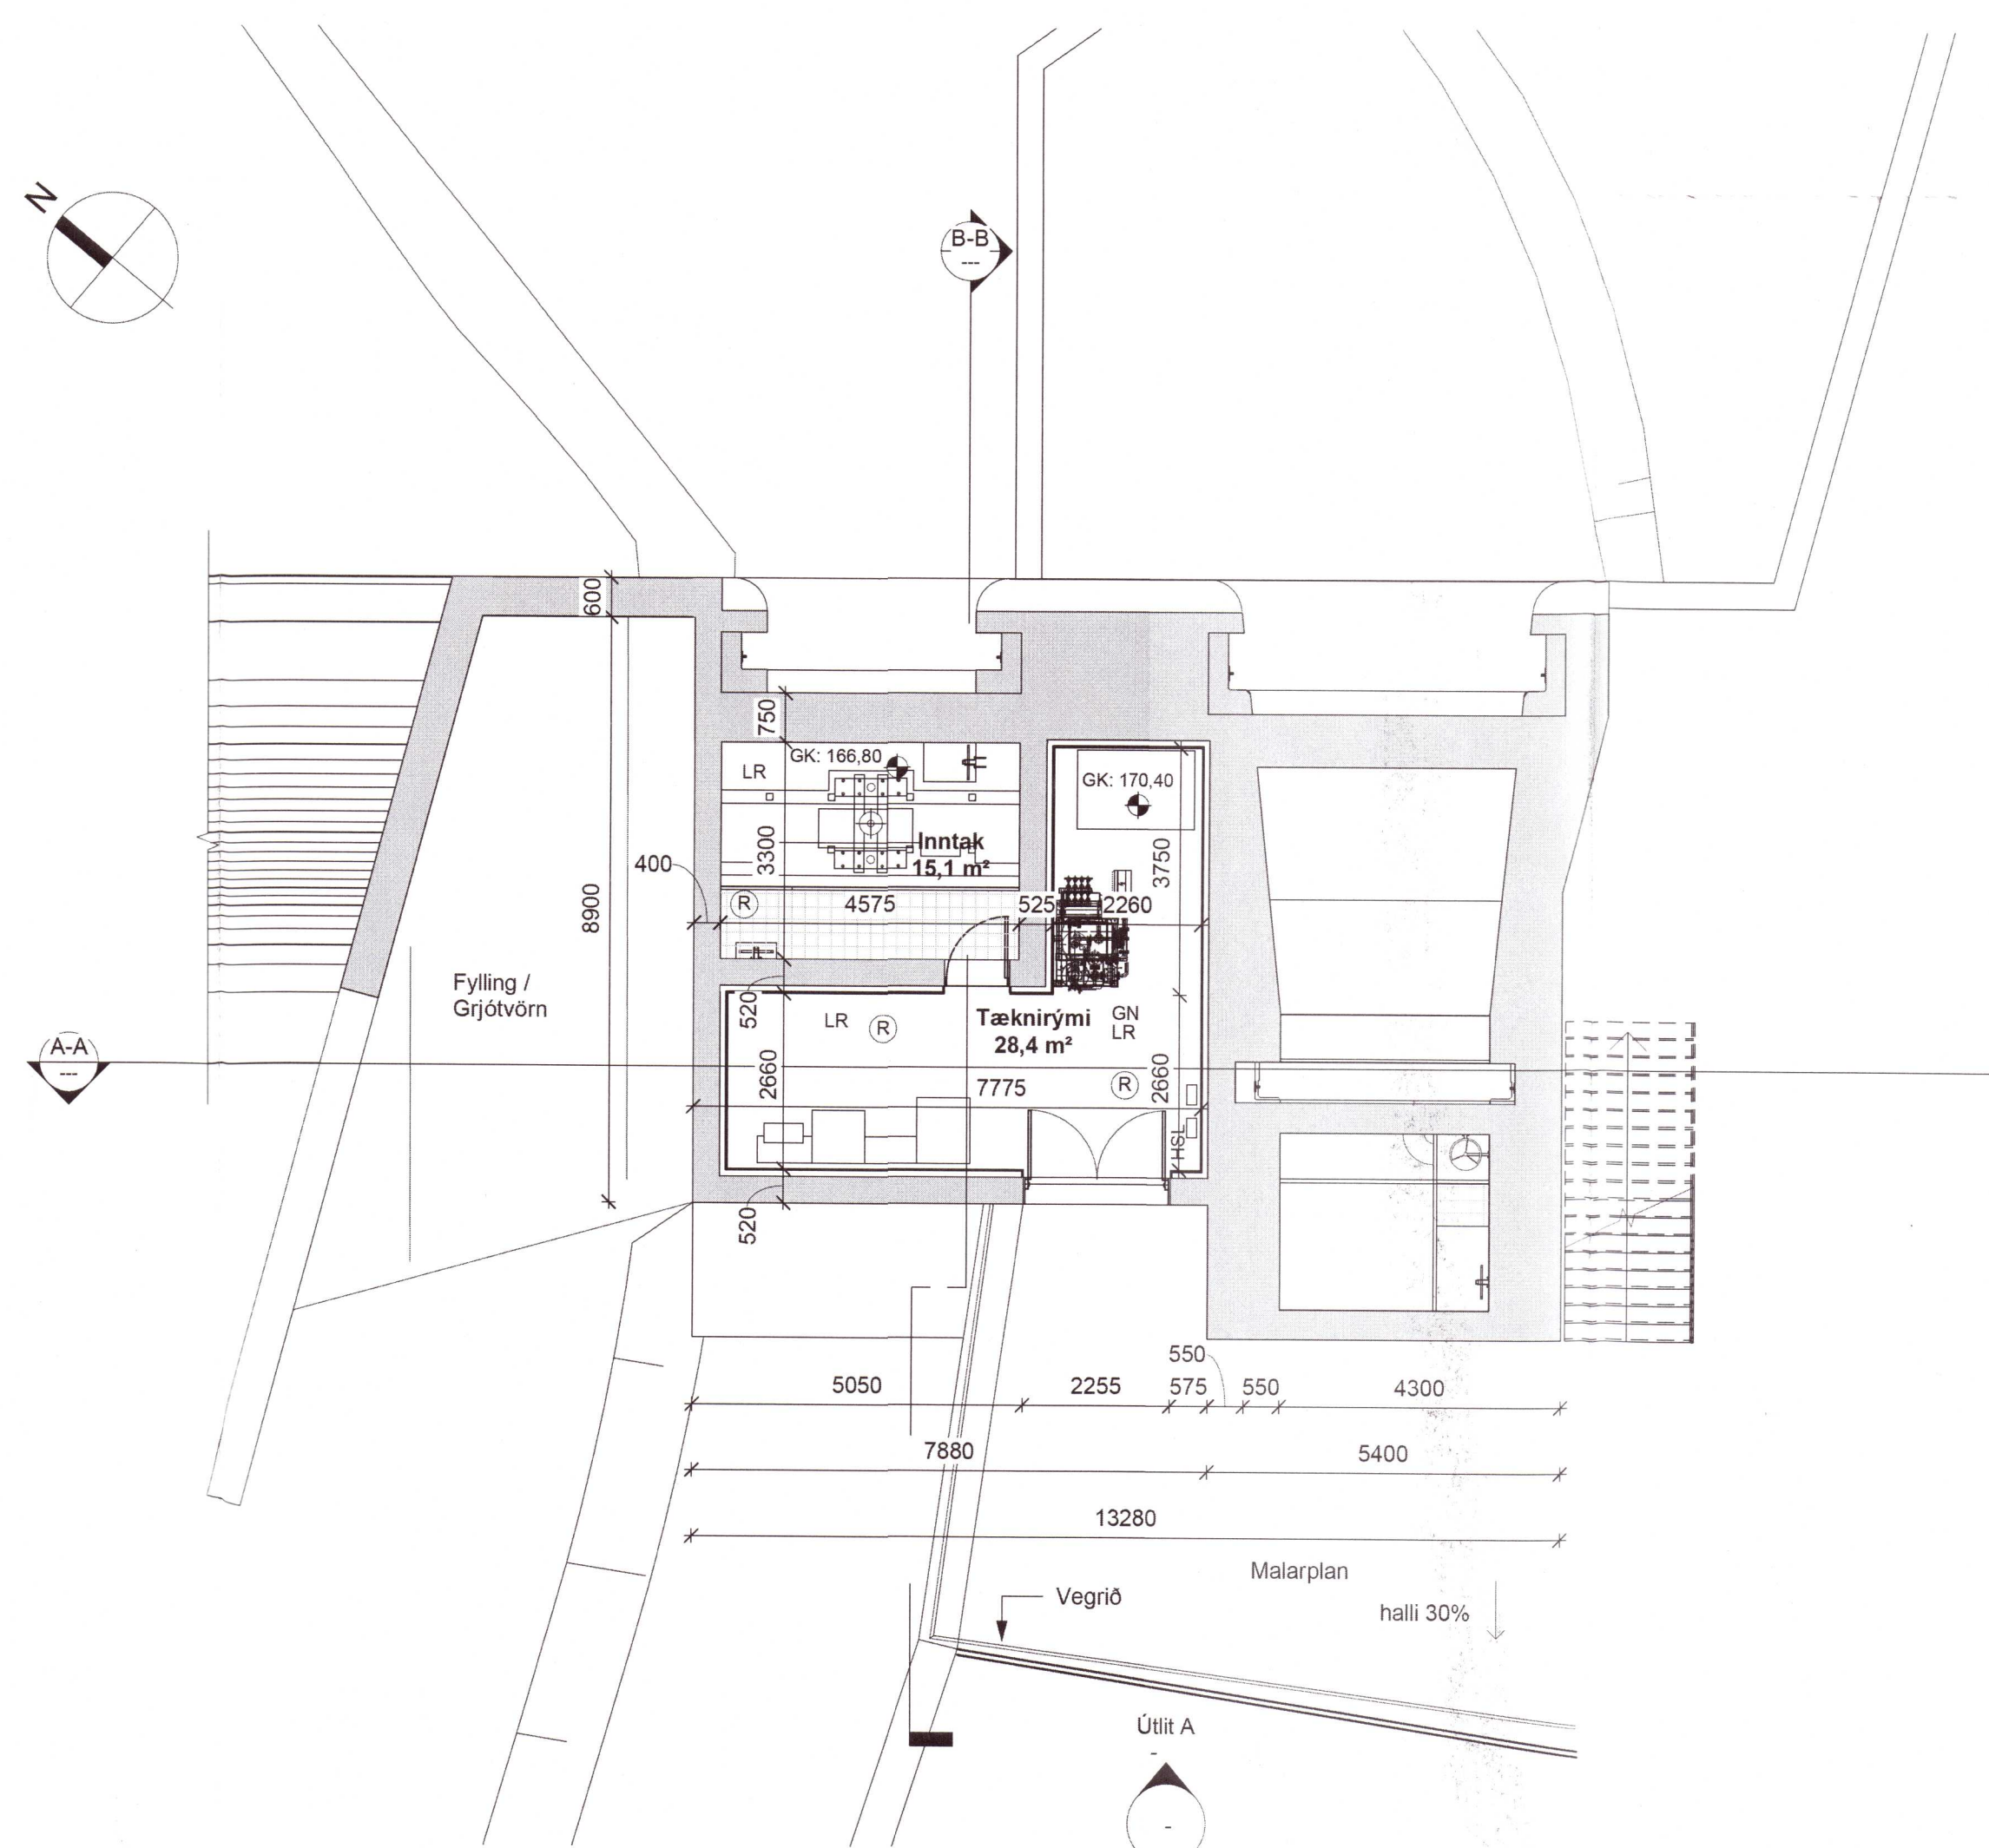 N
B-B
---
600
750
GK: 166,80
LR
GK: 170,40
3300
Inntak
15,1 m²
3750
400
8900
R
4575
525
2260
Fylling /
Grjótvörn
520
LR
R
Tæknirými
28,4 m²
GN
LR
A-A
---
2660
7775
R
2660
HSL
520
550
5050
2255
575
550
4300
7880
5400
13280
Malarplan
Vegrið
halli 30%
Útlit A
-
-